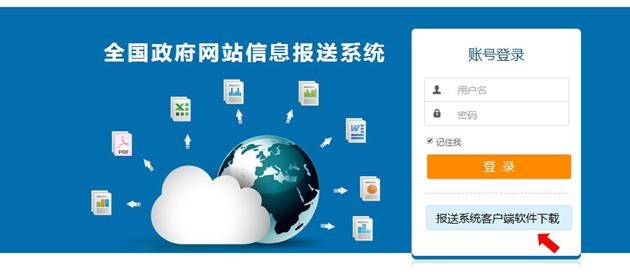 全国政府网站信息报送系统
账号登录
用户名
密码
记住我
登 录
报送系统客户端软件下载
PDF
W